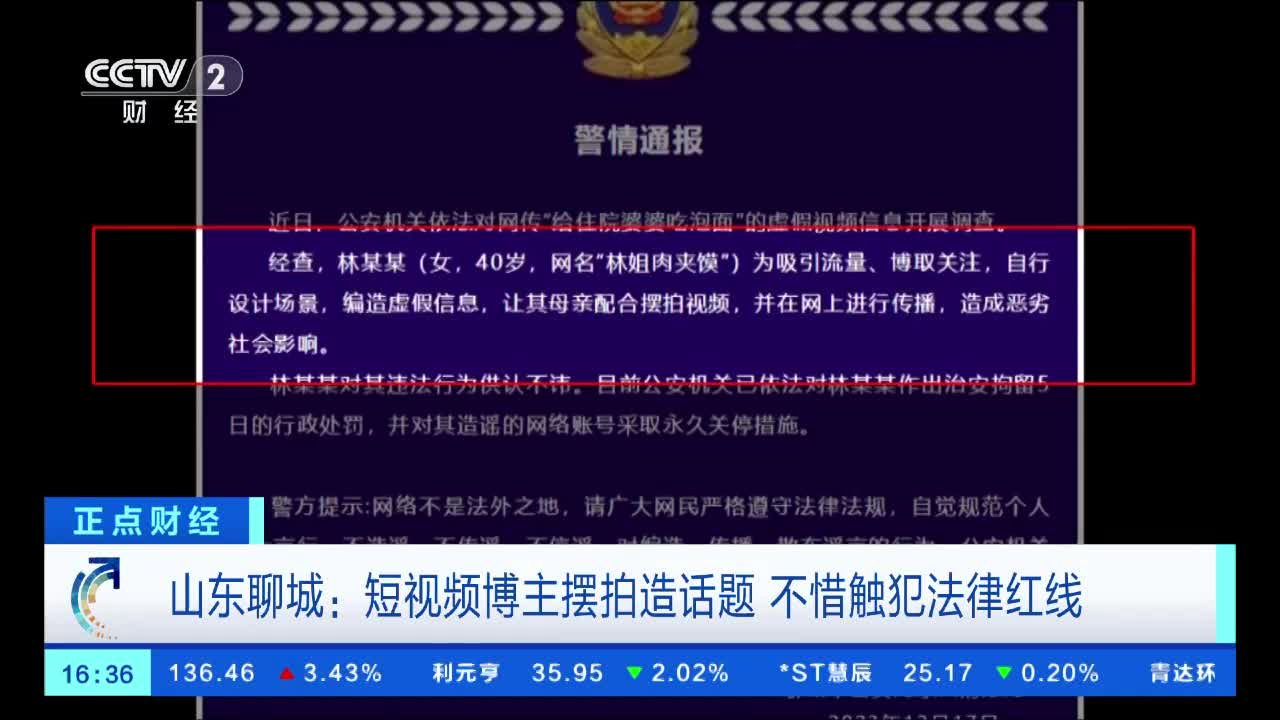 CCTV 2
财 经
警情通报
近日，公安机关依法对网传"给住院婆婆吃泡面"的虚假视频信息开展调查。
经查，林某某（女，40岁，网名"林姐肉夹馍"）为吸引流量、博取关注，自行
设计场景，编造虚假信息，让其母亲配合摆拍视频，并在网上进行传播，造成恶劣
社会影响。
林某某对其违法行为供认不讳。目前公安机关已依法对林某某作出治安拘留5
日的行政处罚，并对其造谣的网络账号采取永久关停措施。
警方提示:网络不是法外之地，请广大网民严格遵守法律法规，自觉规范个人
正点财经
山东聊城：短视频博主摆拍造话题 不惜触犯法律红线
16:36 136.46 ▲ 3.43% 利元亨 35.95 ▼ 2.02% *ST慧辰 25.17 ▼ 0.20% 青达环